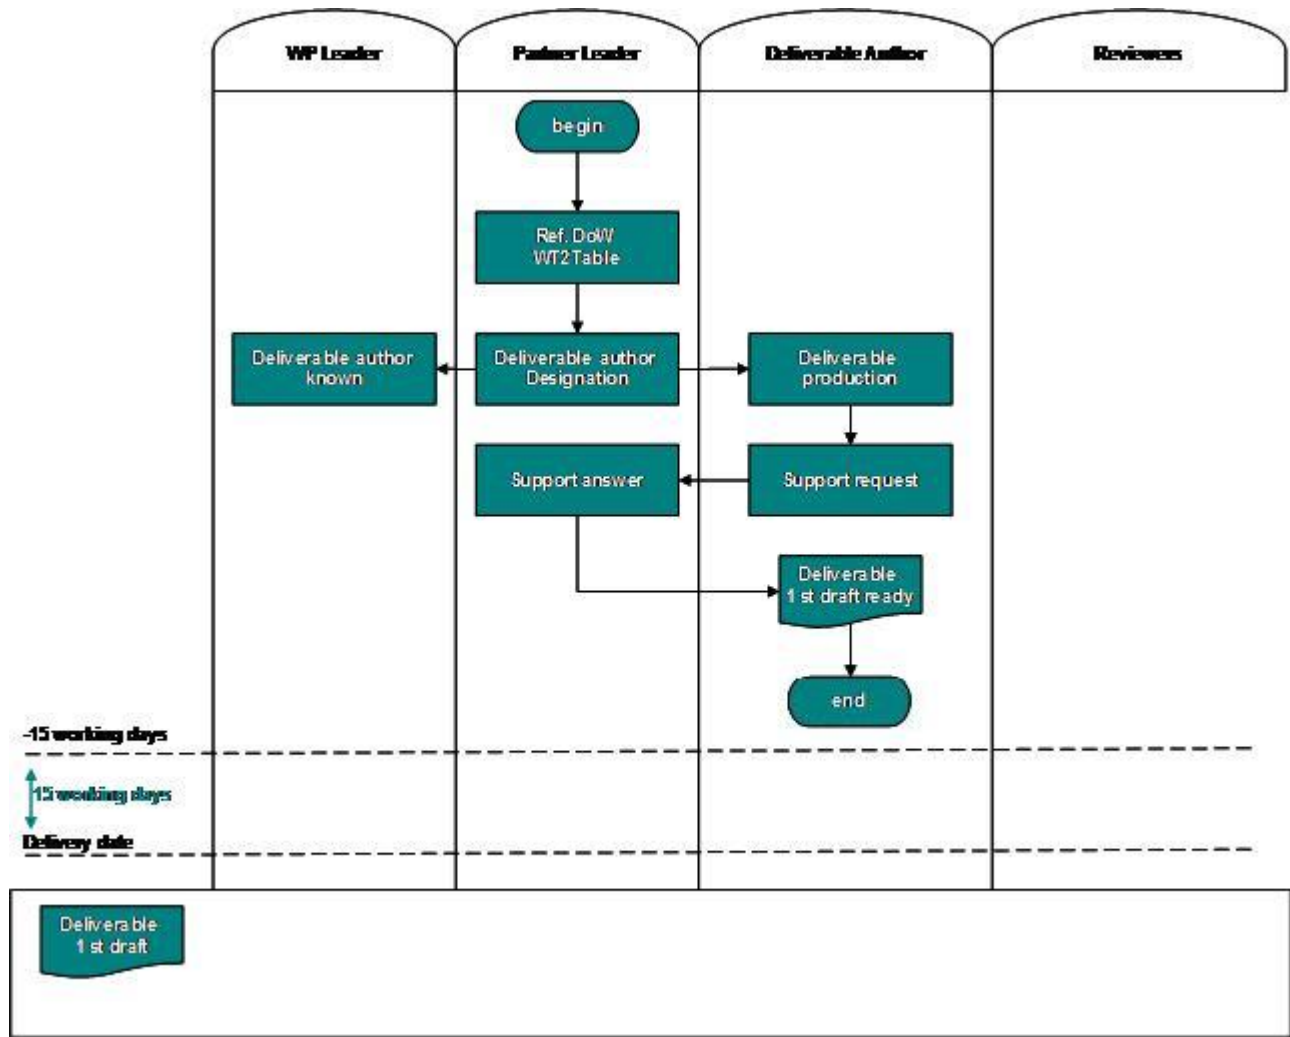 WP Leader
Partner Leader
Deliverable Author
Reviewers
begin
Ref. DoW
WT2Table
Deliverable author
known
Deliverable author
Designation
Deliverable
production
Support answer
Support request
Deliverable
1 st draft ready
end
-15 working days
15 working days
Delivery date
Deliverable
1 st draft